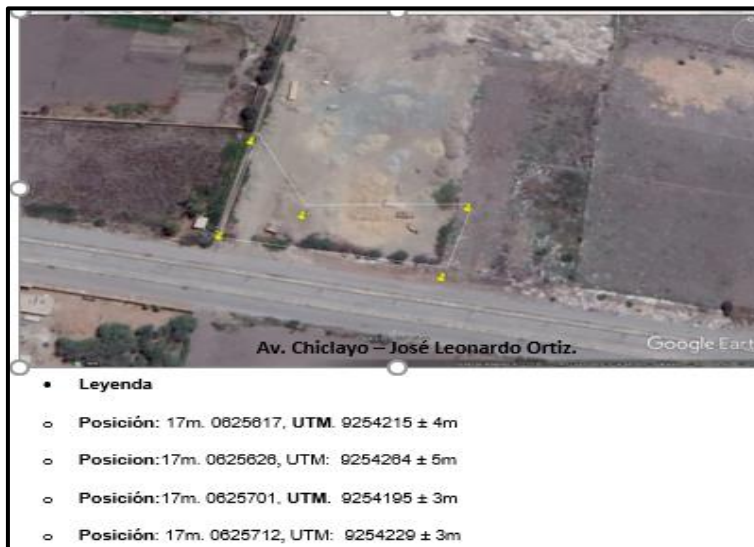 Av. Chiclayo – José Leonardo Ortiz.
Google Eart
• Leyenda
o Posición: 17m. 0625617, UTM. 9254215 ± 4m
o Posicion:17m. 0625626, UTM: 9254264 ± 5m
o Posición:17m. 0625701, UTM. 9254195 ± 3m
o Posición: 17m. 0625712, UTM: 9254229 ± 3m